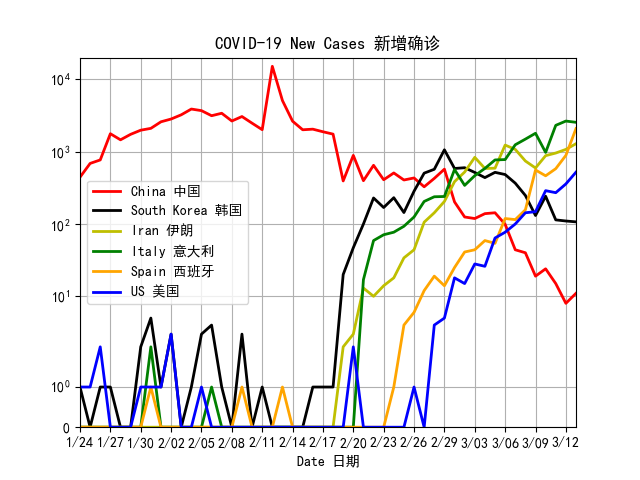 COVID-19 New Cases 新增确诊
10⁴
10³
10²
10¹
10⁰
0
China 中国
South Korea 韩国
Iran 伊朗
Italy 意大利
Spain 西班牙
US 美国
1/24 1/27 1/30 2/02 2/05 2/08 2/11 2/14 2/17 2/20 2/23 2/26 2/29 3/03 3/06 3/09 3/12
Date 日期